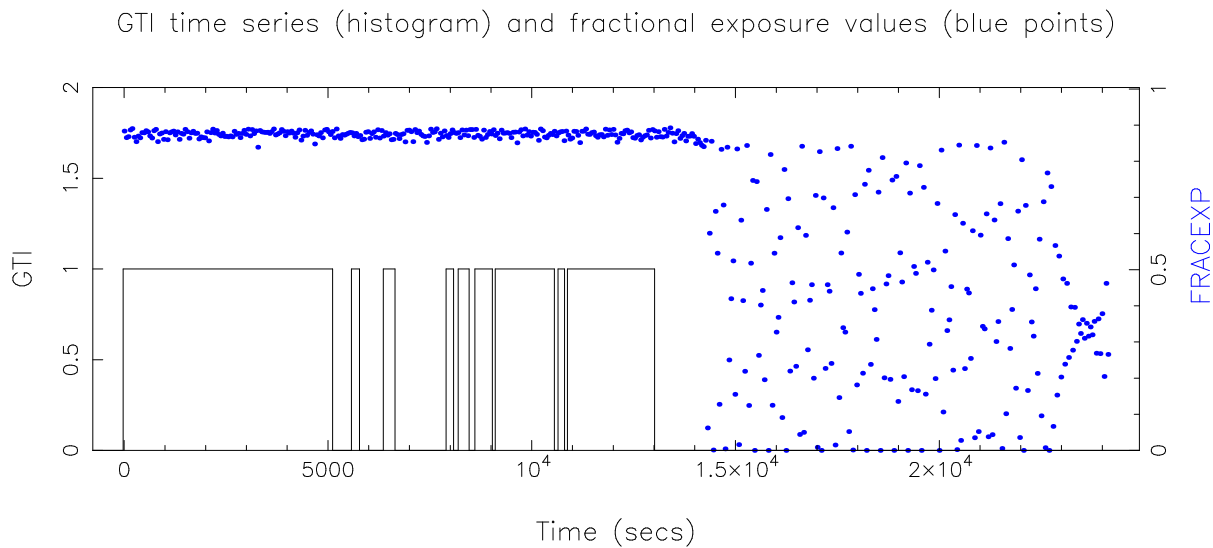 GTI time series (histogram) and fractional exposure values (blue points)
2
1.5
1
0.5
0
GTI
1
0.5
0
FRACEXP
0 5000 10⁴ 1.5×10⁴ 2×10⁴
Time (secs)